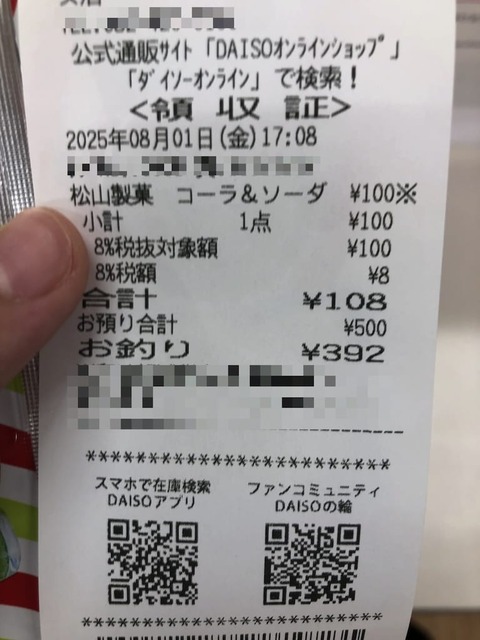 公式通販サイト「DAISOオンラインショップ」
「ダイソーオンライン」で検索！
<領 収 証>
2025年08月01日(金)17:08
松山製菓 コーラ&ソーダ ¥100※
小計 1点 ¥100
8%税抜対象額 ¥100
8%税額 ¥8
合計 ¥108
お預り合計 ¥500
お釣り ¥392
********************************
スマホで在庫検索 ファンコミュニティ
DAISOアプリ DAISOの輪
********************************